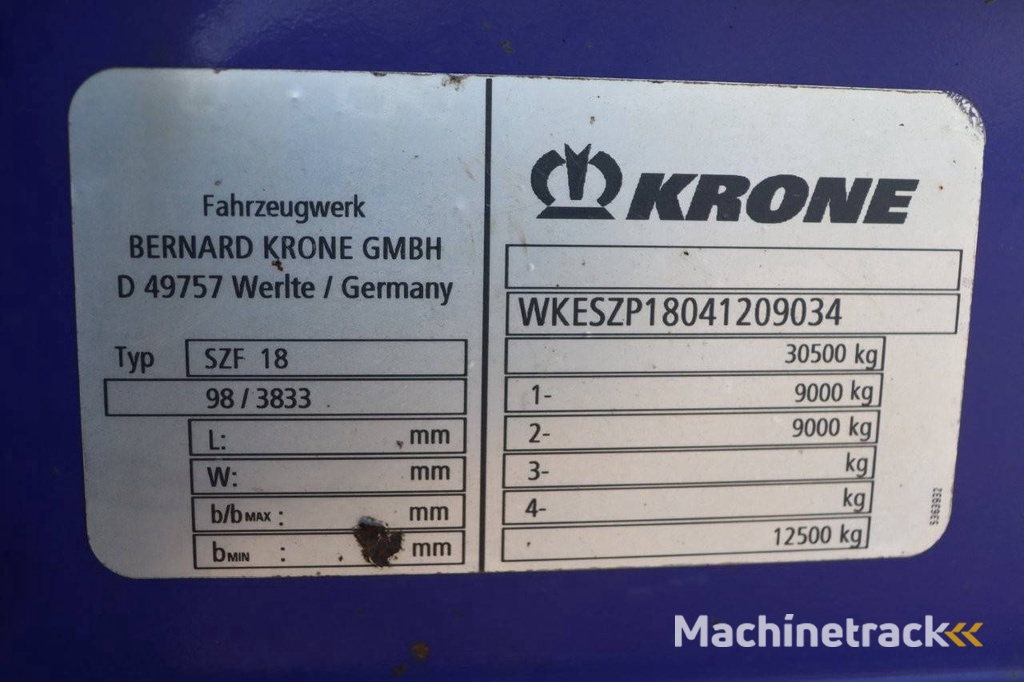 Fahrzeugwerk
BERNARD KRONE GMBH
D 49757 Werlte / Germany
Typ SZF 18
98 / 3833
L: mm
W: mm
b/bMAX : mm
bMIN : mm
KRONE
WKESZP18041209034
30500 kg
1- 9000 kg
2- 9000 kg
3- kg
4- kg
12500 kg
5363932
Machinetrack